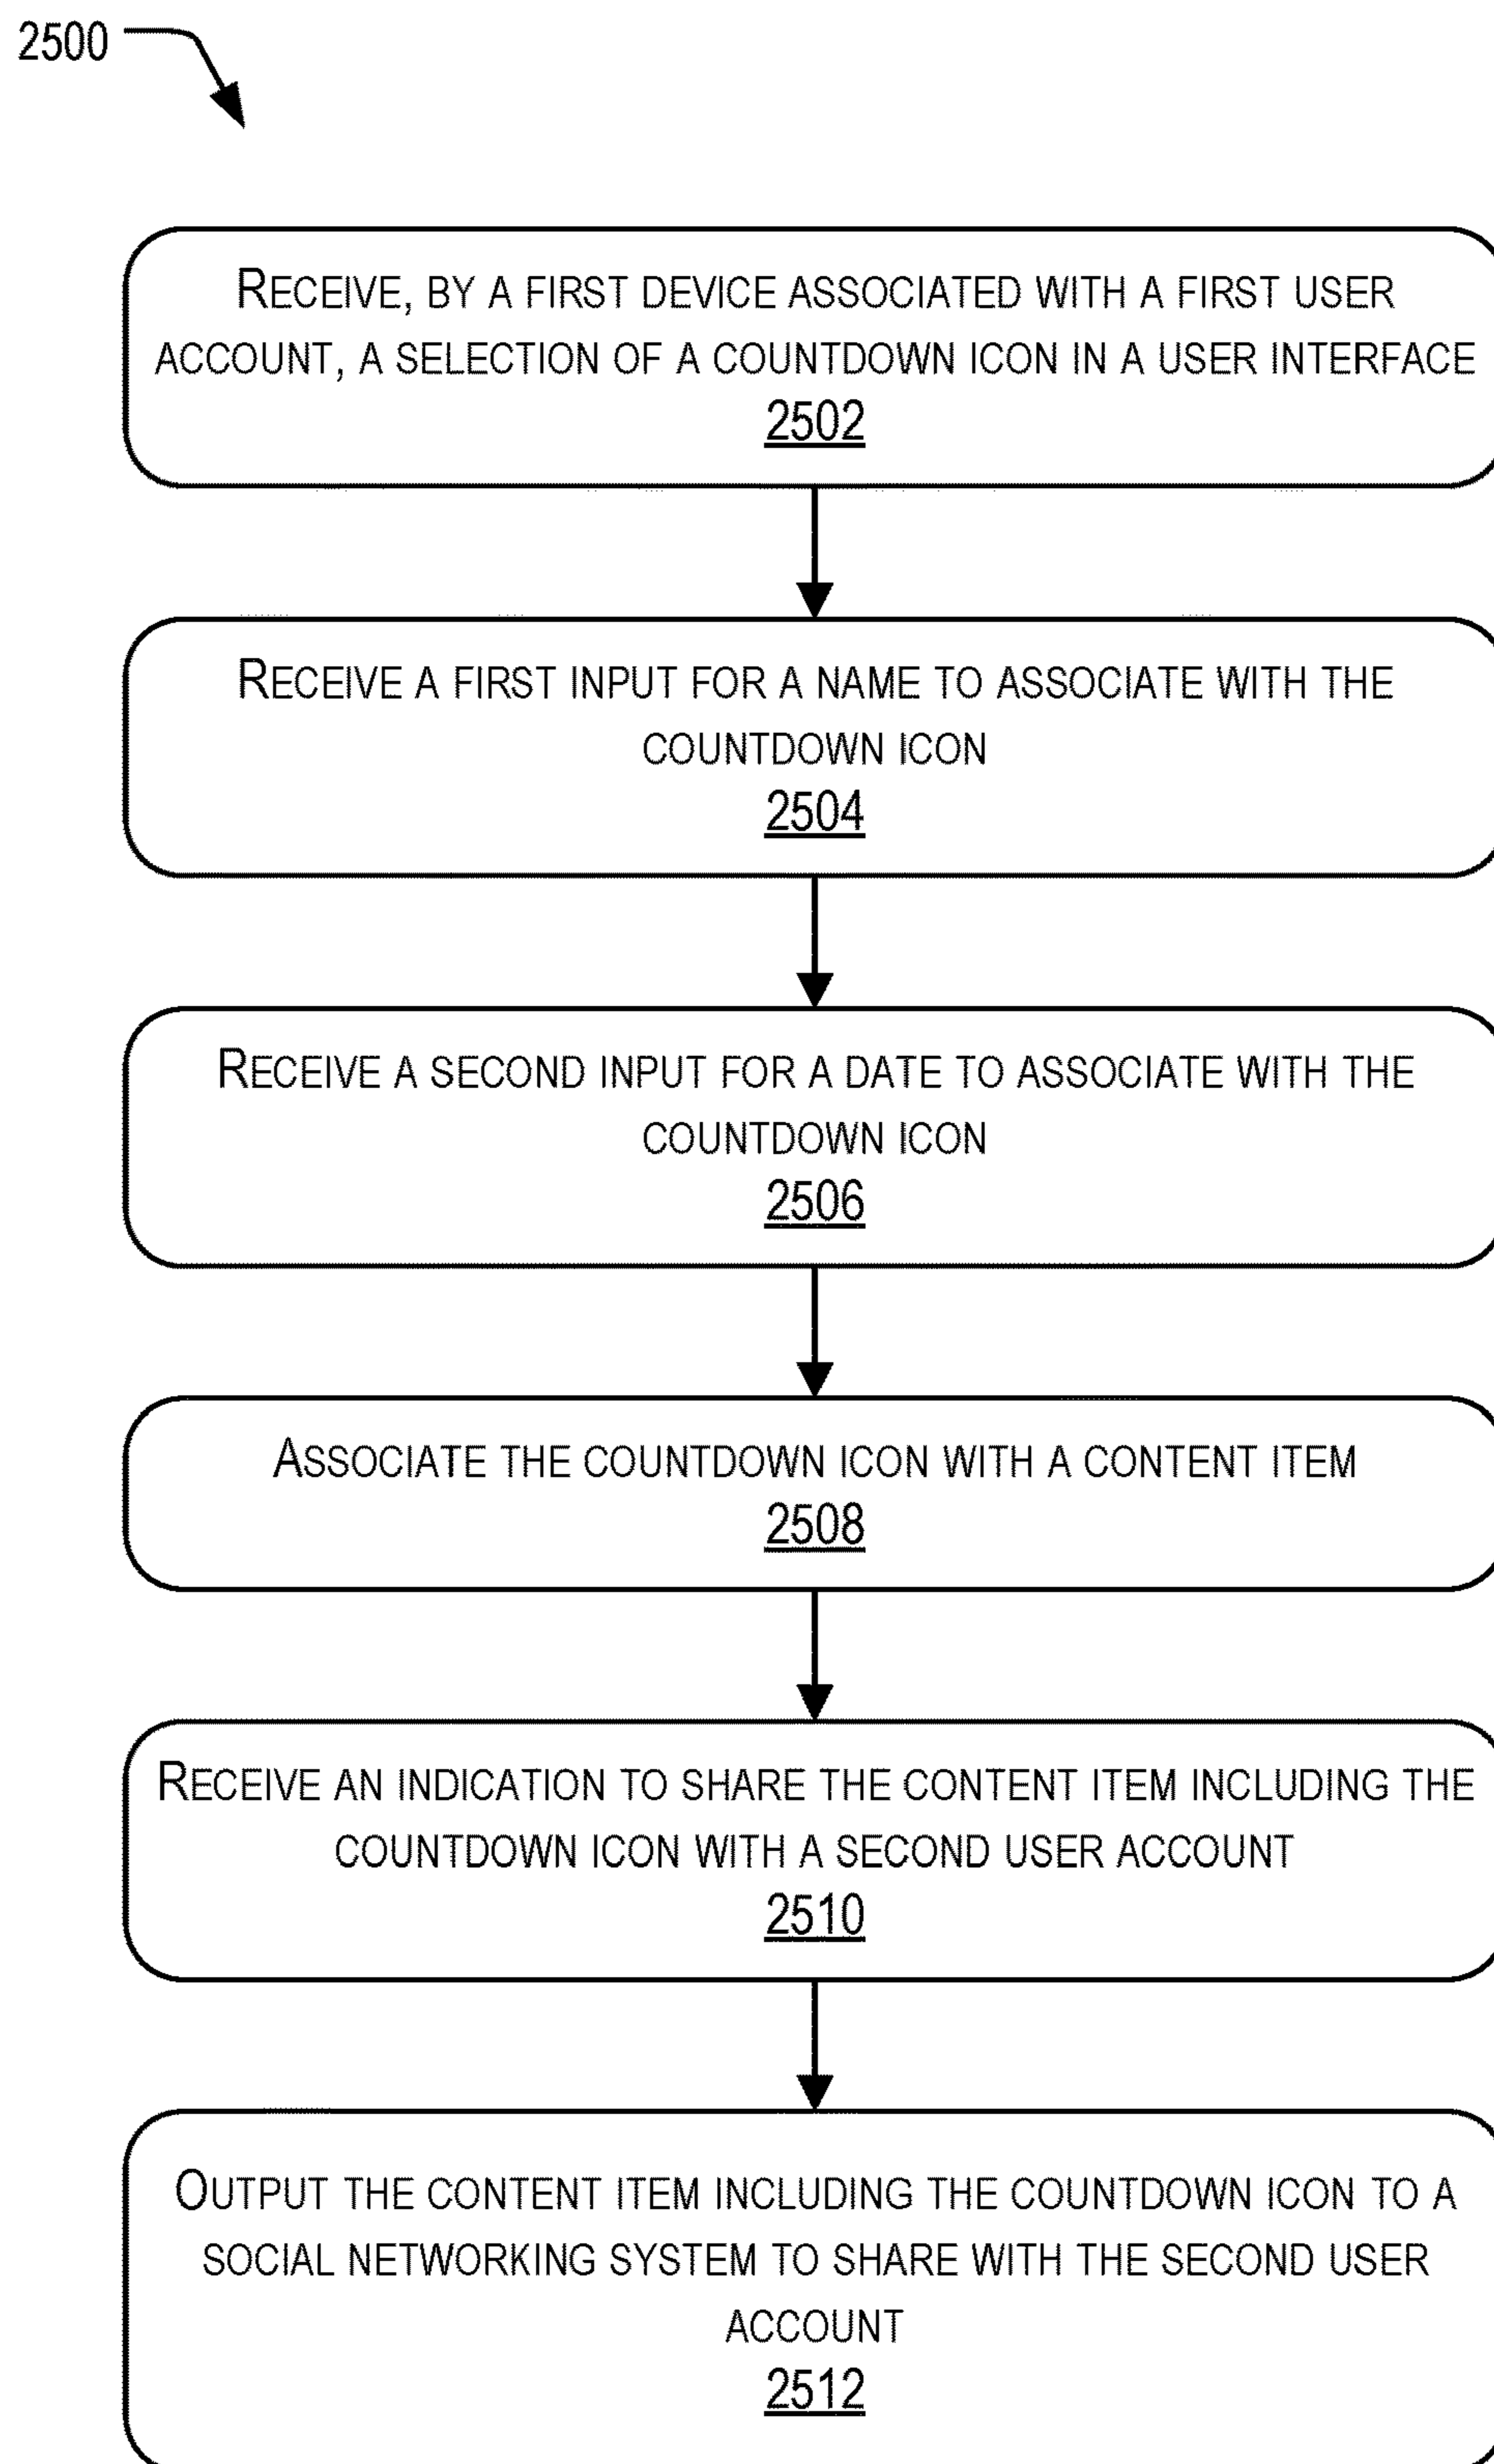 2500
RECEIVE, BY A FIRST DEVICE ASSOCIATED WITH A FIRST USER
ACCOUNT, A SELECTION OF A COUNTDOWN ICON IN A USER INTERFACE
2502
RECEIVE A FIRST INPUT FOR A NAME TO ASSOCIATE WITH THE
COUNTDOWN ICON
2504
RECEIVE A SECOND INPUT FOR A DATE TO ASSOCIATE WITH THE
COUNTDOWN ICON
2506
ASSOCIATE THE COUNTDOWN ICON WITH A CONTENT ITEM
2508
RECEIVE AN INDICATION TO SHARE THE CONTENT ITEM INCLUDING THE
COUNTDOWN ICON WITH A SECOND USER ACCOUNT
2510
OUTPUT THE CONTENT ITEM INCLUDING THE COUNTDOWN ICON TO A
SOCIAL NETWORKING SYSTEM TO SHARE WITH THE SECOND USER
ACCOUNT
2512